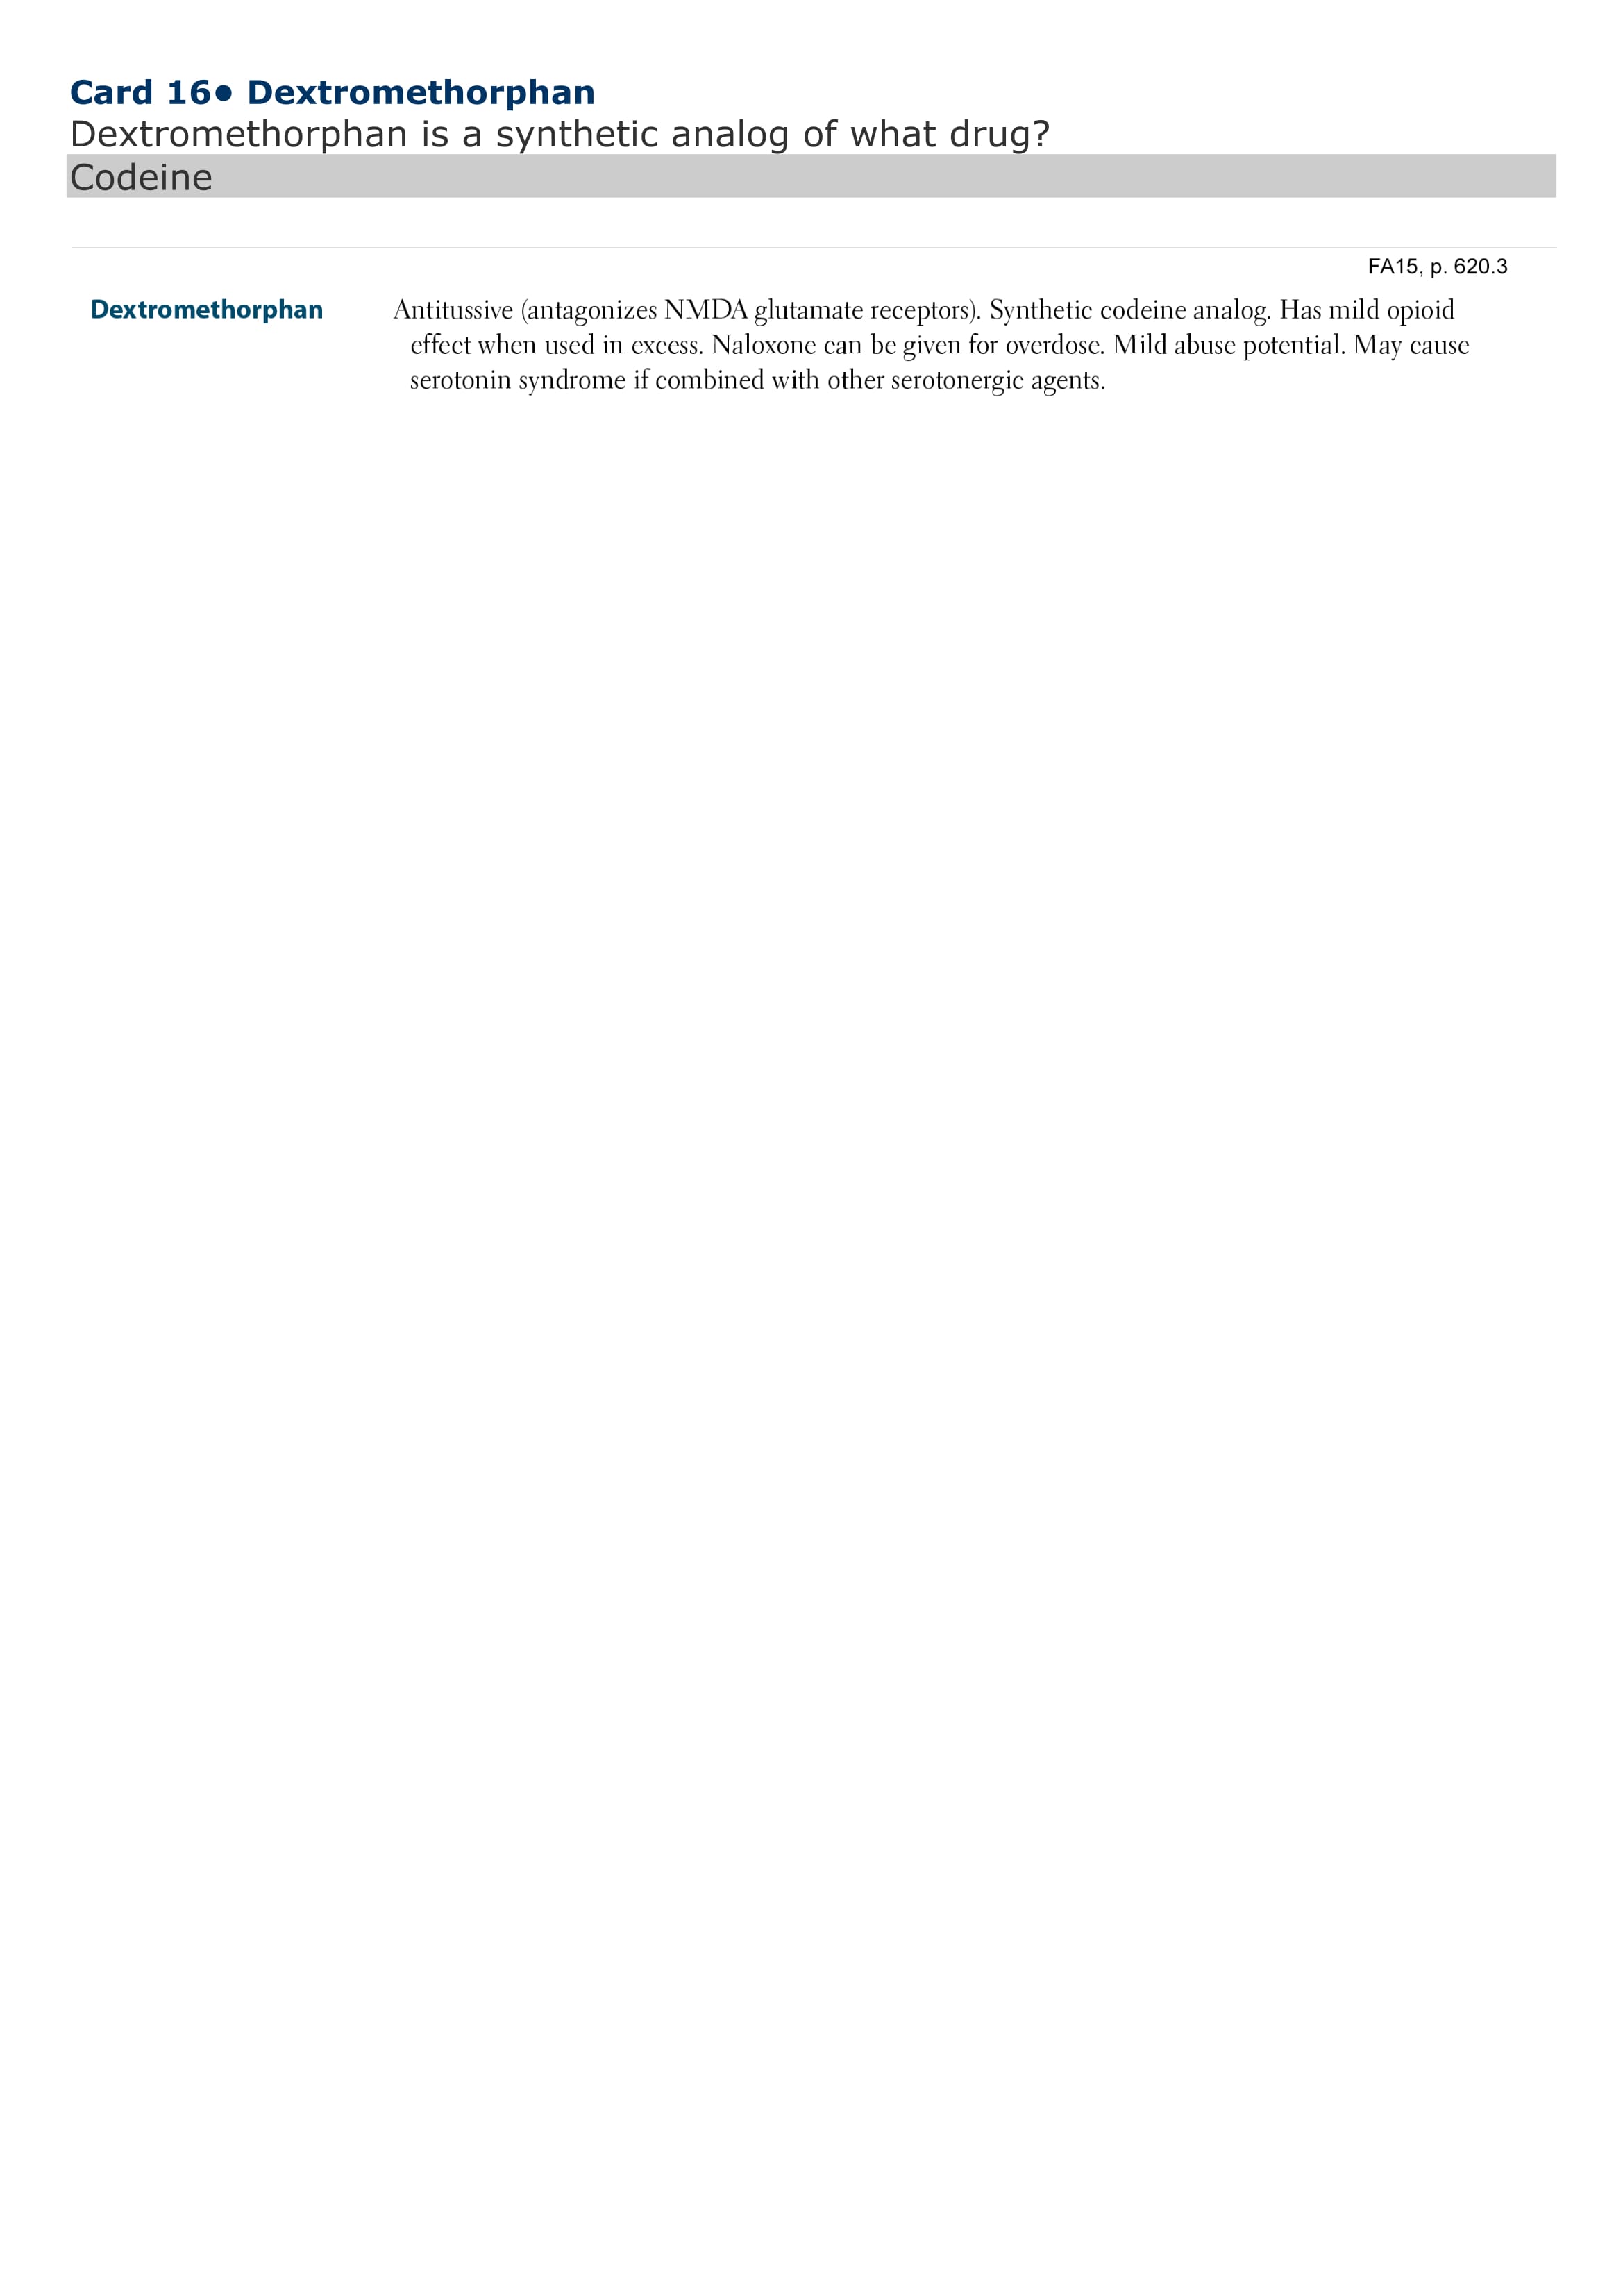 Card 16• Dextromethorphan
Dextromethorphan is a synthetic analog of what drug?
Codeine
FA15, p. 620.3
Dextromethorphan Antitussive (antagonizes NMDA glutamate receptors). Synthetic codeine analog. Has mild opioid
effect when used in excess. Naloxone can be given for overdose. Mild abuse potential. May cause
serotonin syndrome if combined with other serotonergic agents.